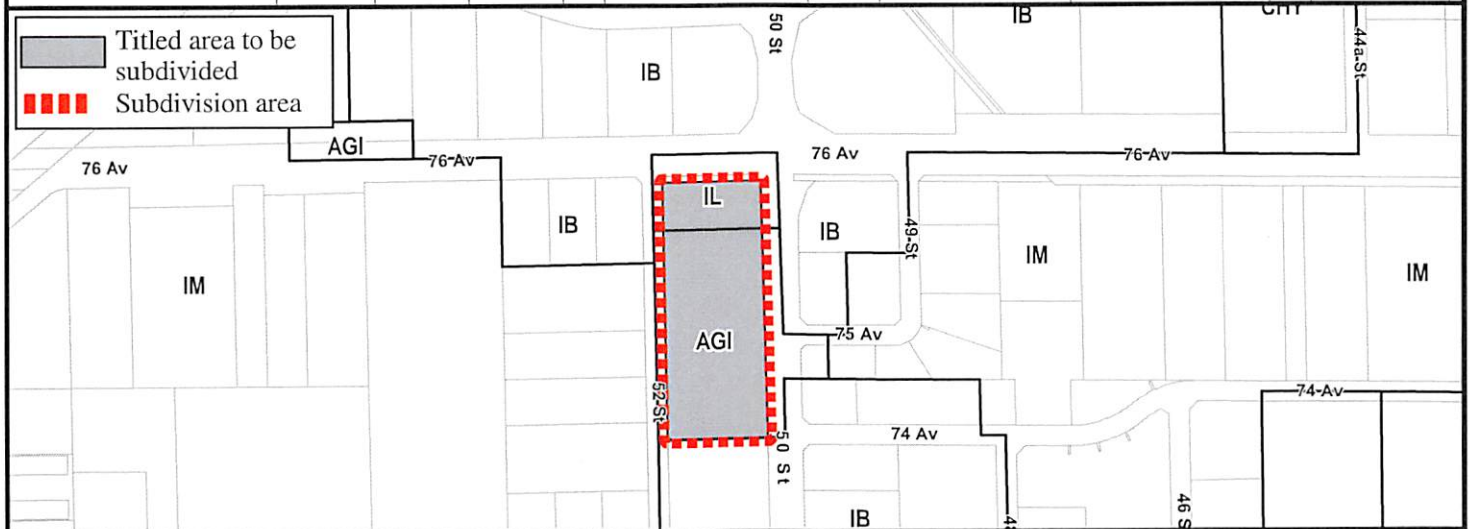 Titled area to be
subdivided
Subdivision area
50 St
IB
IB
44a St
AGI
76 Av
76 Av
76 Av
76 Av
IL
IB
IB
49 St
IM
IM
IM
AGI
75 Av
52 St
74 Av
50 St
74 Av
IB